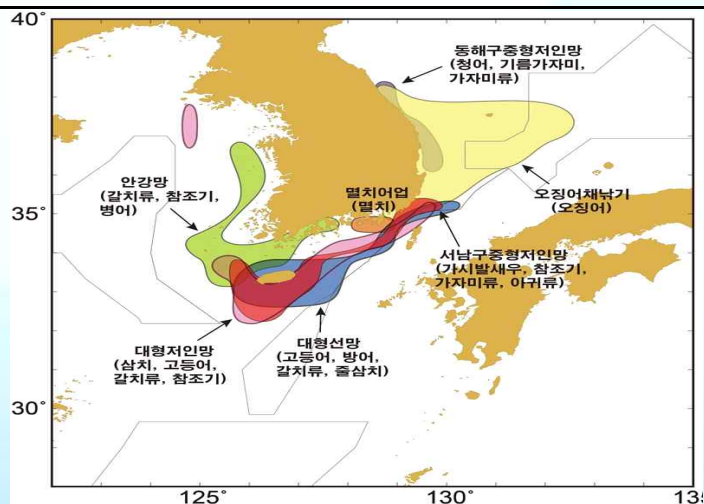 40°
동해구중형저인망
(청어, 기름가자미,
가자미류)
안강망
(갈치류, 참조기,
병어)
멸치어업
(멸치)
오징어채낚기
(오징어)
35°
서남구중형저인망
(가시발새우, 참조기,
가자미류, 아귀류)
대형저인망
(삼치, 고등어,
갈치류, 참조기)
대형선망
(고등어, 방어,
갈치류, 줄삼치)
30°
125°
130°
135